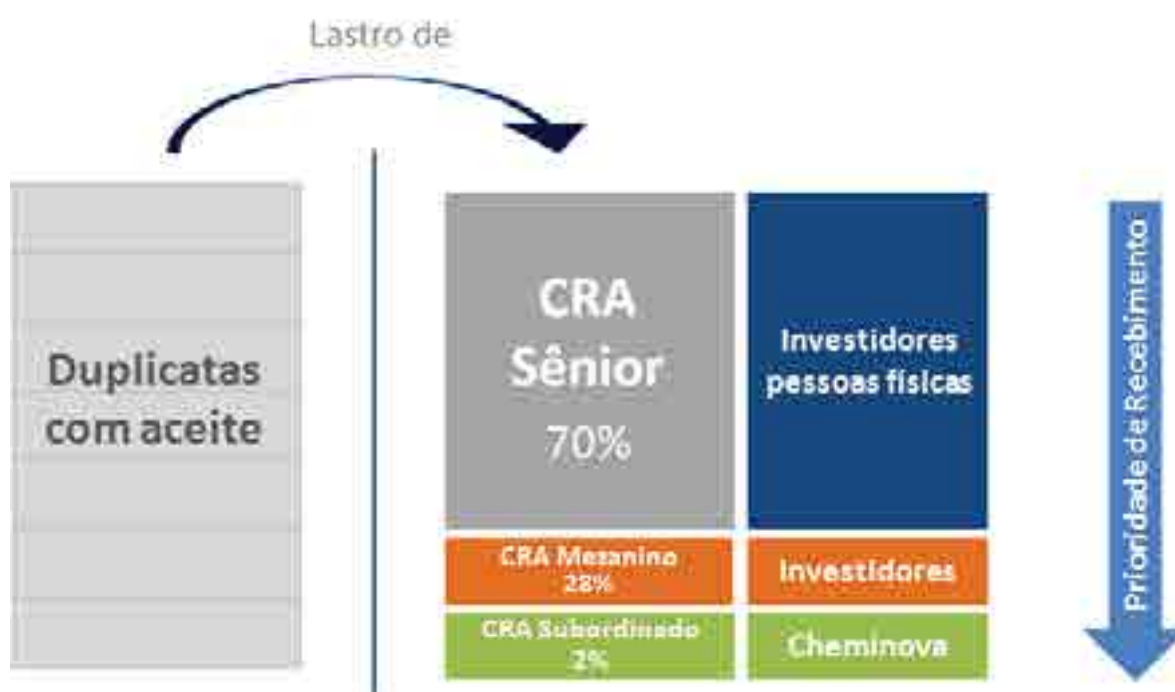 Lastro de
Duplicatas
com aceite
CRA
Sênior
70%
Investidores
pessoas físicas
CRA Mezanino
28%
Investidores
CRA Subordinado
2%
Cheminova
Prioridade de Recebimento